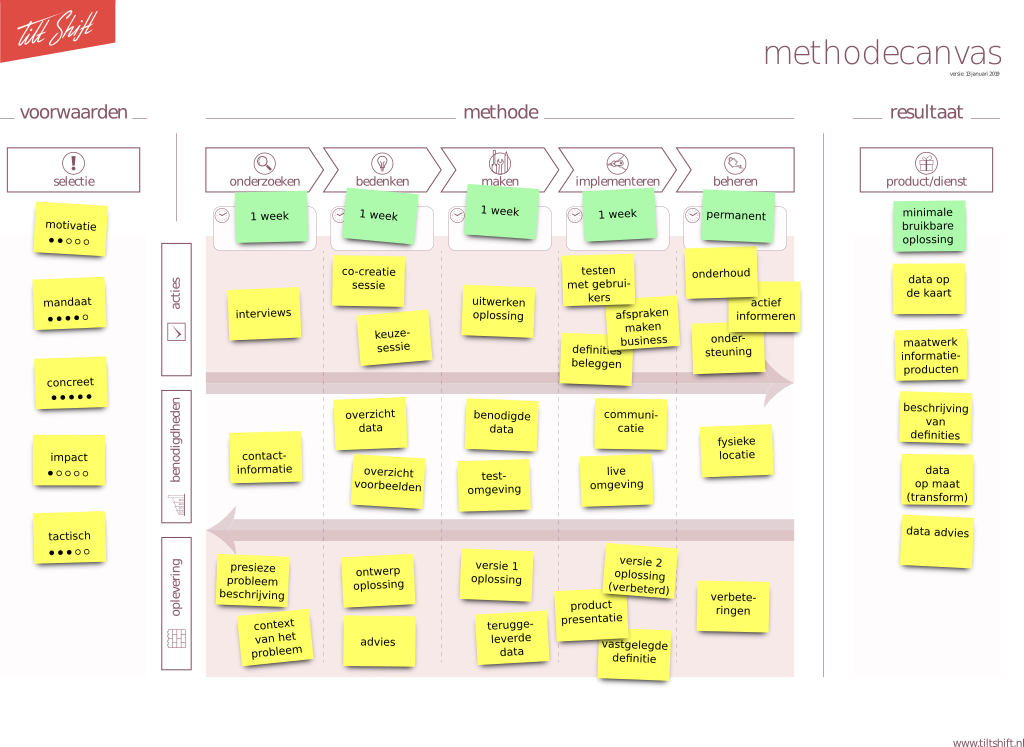 Tilt Shift
methodecanvas
versie: 13 januari 2019
voorwaarden
methode
resultaat
selectie
onderzoeken
bedenken
maken
implementeren
beheren
product/dienst
1 week
1 week
1 week
1 week
permanent
motivatie
mandaat
concreet
impact
tactisch
acties
interviews
co-creatie
sessie
keuze-
sessie
uitwerken
oplossing
testen
met gebrui-
kers
afspraken
maken
business
definities
beleggen
onderhoud
actief
informeren
onder-
steuning
benodigdheden
contact-
informatie
overzicht
data
overzicht
voorbeelden
benodigde
data
test-
omgeving
communi-
catie
live
omgeving
fysieke
locatie
oplevering
presieze
probleem
beschrijving
context
van het
probleem
ontwerp
oplossing
advies
versie 1
oplossing
terugge-
leverde
data
versie 2
oplossing
(verbeterd)
product
presentatie
vastgelegde
definitie
verbete-
ringen
minimale
bruikbare
oplossing
data op
de kaart
maatwerk
informatie-
producten
beschrijving
van
definities
data
op maat
(transform)
data advies
www.tiltshift.nl